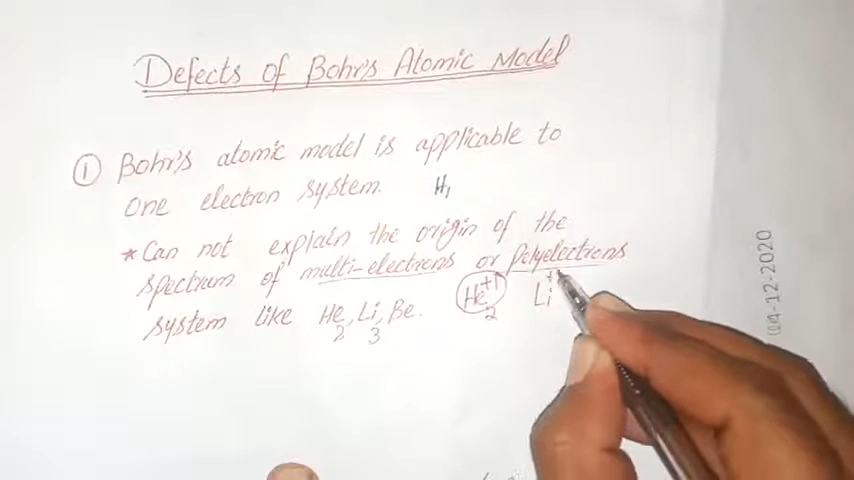 Defects of Bohr's Atomic Model
① Bohr's atomic model is applicable to
one electron system. H₁
* Can not explain the origin of the
spectrum of multi-electrons or polyelectrons
system like He₂, Li₃, Be. He⁺¹₂ Li⁺
04-12-2020